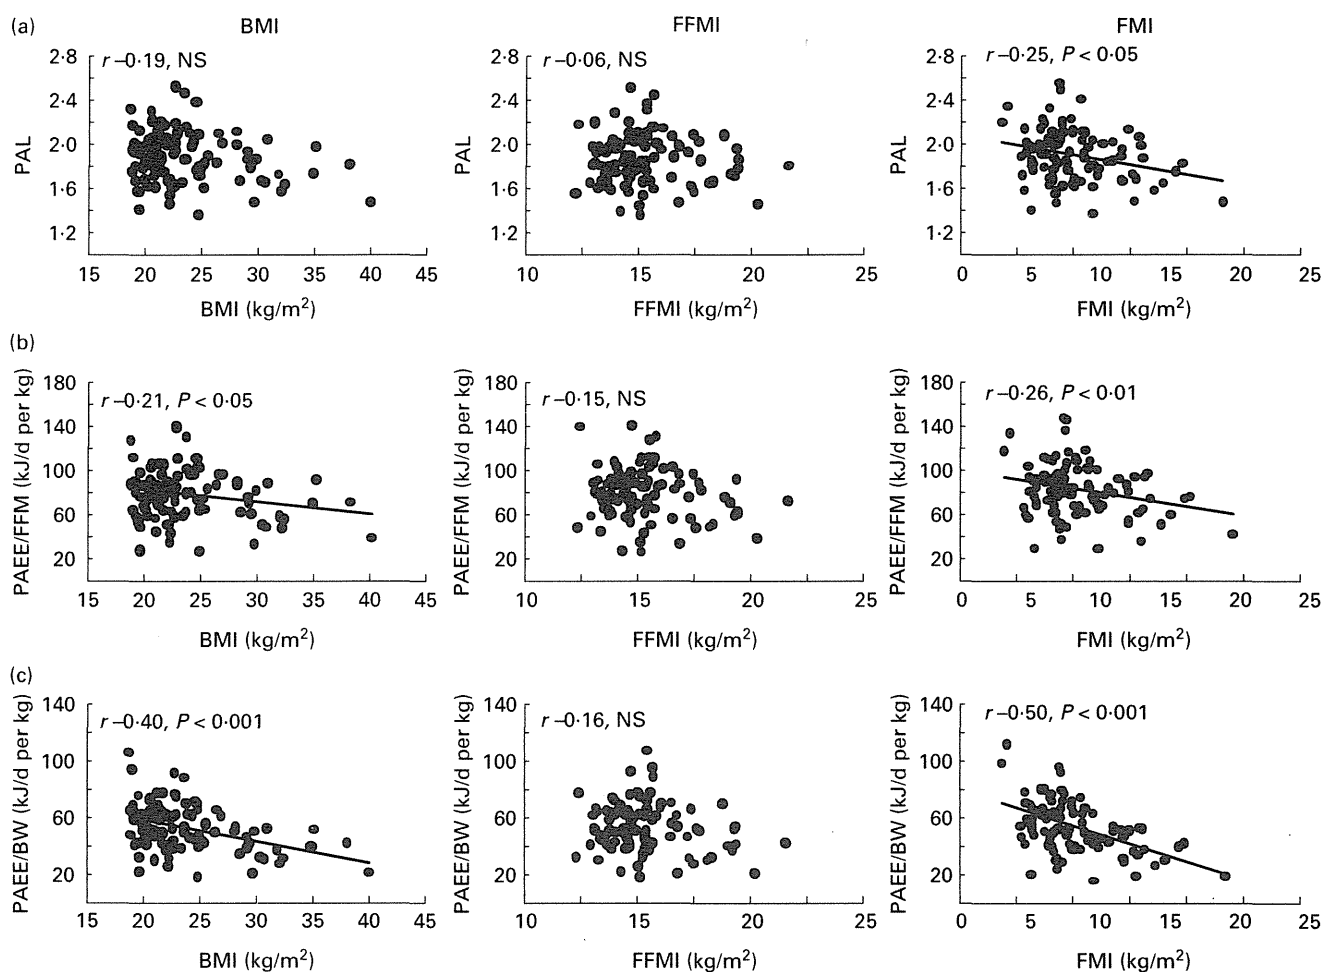 (a)
BMI
FFMI
FMI
r –0·19, NS
r –0·06, NS
r –0·25, P < 0·05
PAL
2·8
2·4
2·0
1·6
1·2
15 20 25 30 35 40 45
BMI (kg/m²)
PAL
2·8
2·4
2·0
1·6
1·2
10 15 20 25
FFMI (kg/m²)
PAL
2·8
2·4
2·0
1·6
1·2
0 5 10 15 20 25
FMI (kg/m²)
(b)
r –0·21, P < 0·05
r –0·15, NS
r –0·26, P < 0·01
PAEE/FFM (kJ/d per kg)
180
140
100
60
20
15 20 25 30 35 40 45
BMI (kg/m²)
PAEE/FFM (kJ/d per kg)
180
140
100
60
20
10 15 20 25
FFMI (kg/m²)
PAEE/FFM (kJ/d per kg)
180
140
100
60
20
0 5 10 15 20 25
FMI (kg/m²)
(c)
r –0·40, P < 0·001
r –0·16, NS
r –0·50, P < 0·001
PAEE/BW (kJ/d per kg)
140
100
60
20
15 20 25 30 35 40 45
BMI (kg/m²)
PAEE/BW (kJ/d per kg)
140
100
60
20
10 15 20 25
FFMI (kg/m²)
PAEE/BW (kJ/d per kg)
140
100
60
20
0 5 10 15 20 25
FMI (kg/m²)